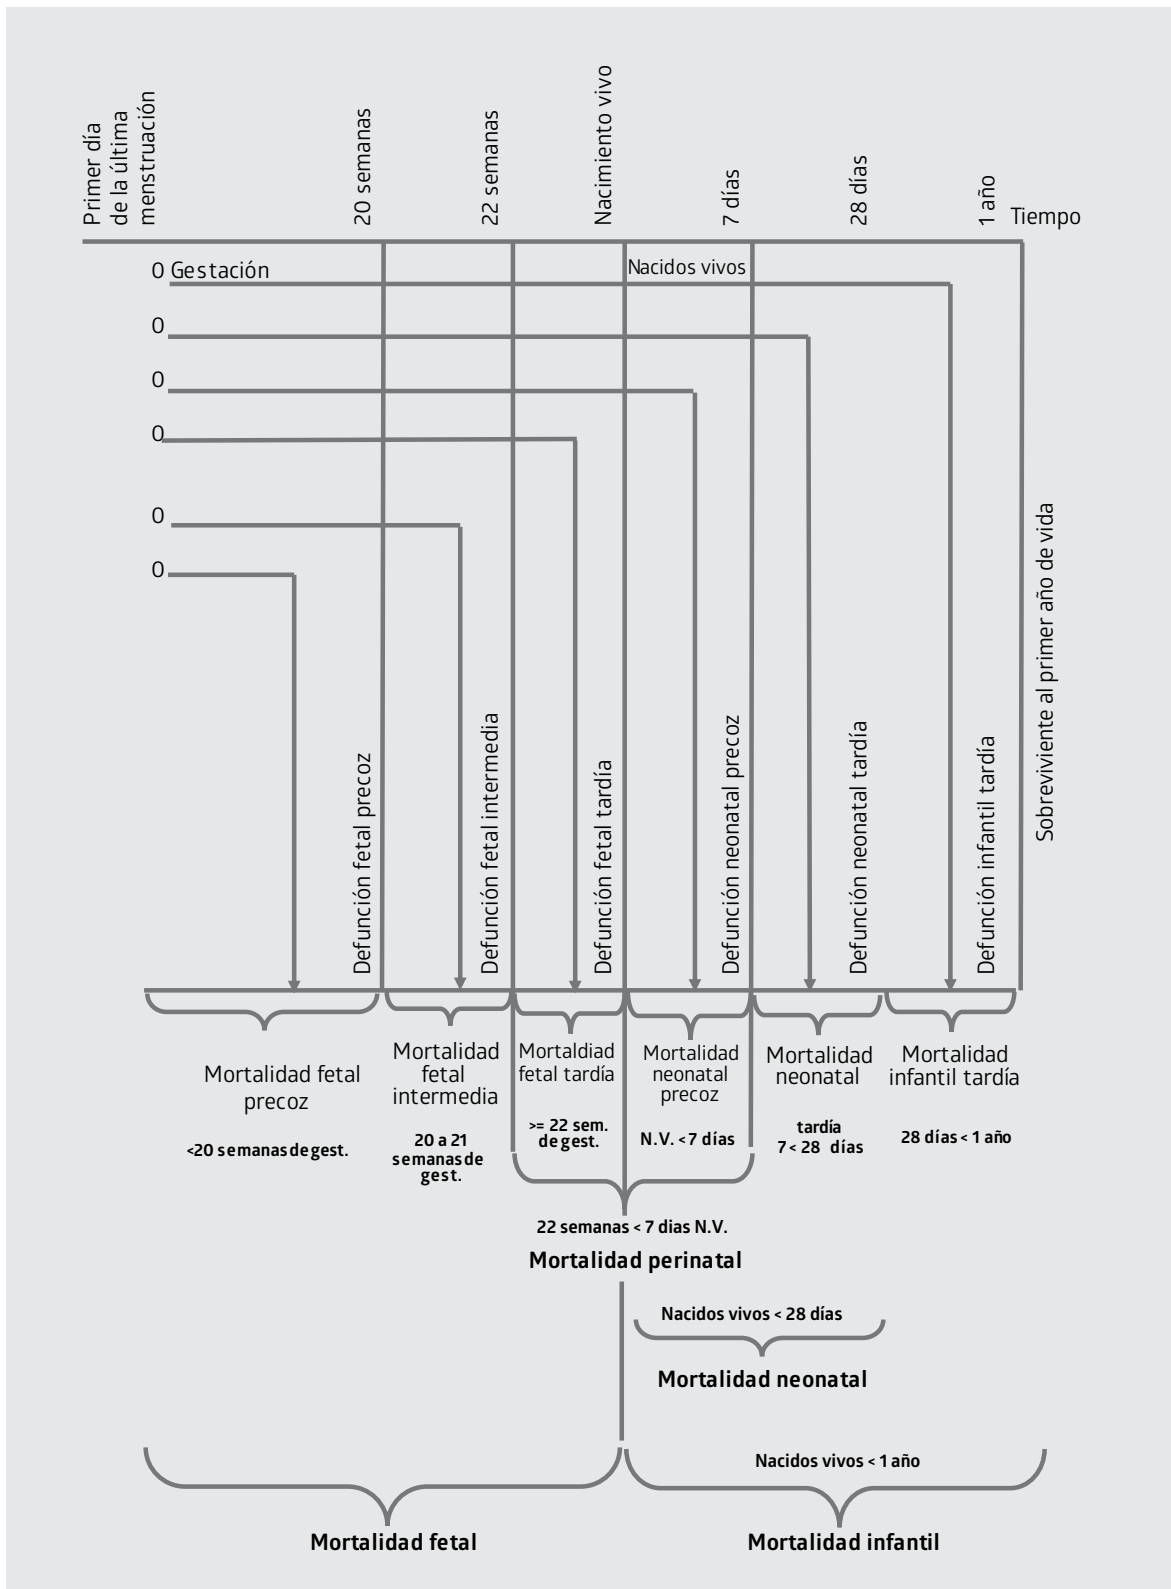 Primer día
de la última
menstruación
20 semanas
22 semanas
Nacimiento vivo
7 días
28 días
1 año
Tiempo
0 Gestación
Nacidos vivos
0
0
0
0
0
Defunción fetal precoz
Defunción fetal intermedia
Defunción fetal tardía
Defunción neonatal precoz
Defunción neonatal tardía
Defunción infantil tardía
Sobreviviente al primer año de vida
Mortalidad fetal
precoz
<20 semanas de gest.
Mortalidad
fetal
intermedia
20 a 21
semanas de
gest.
Mortaldiad
fetal tardía
>= 22 sem.
de gest.
Mortalidad
neonatal
precoz
N.V. < 7 días
Mortalidad
neonatal
tardía
7 < 28 días
Mortalidad
infantil tardía
28 días < 1 año
22 semanas < 7 dias N.V.
Mortalidad perinatal
Nacidos vivos < 28 días
Mortalidad neonatal
Nacidos vivos < 1 año
Mortalidad fetal
Mortalidad infantil